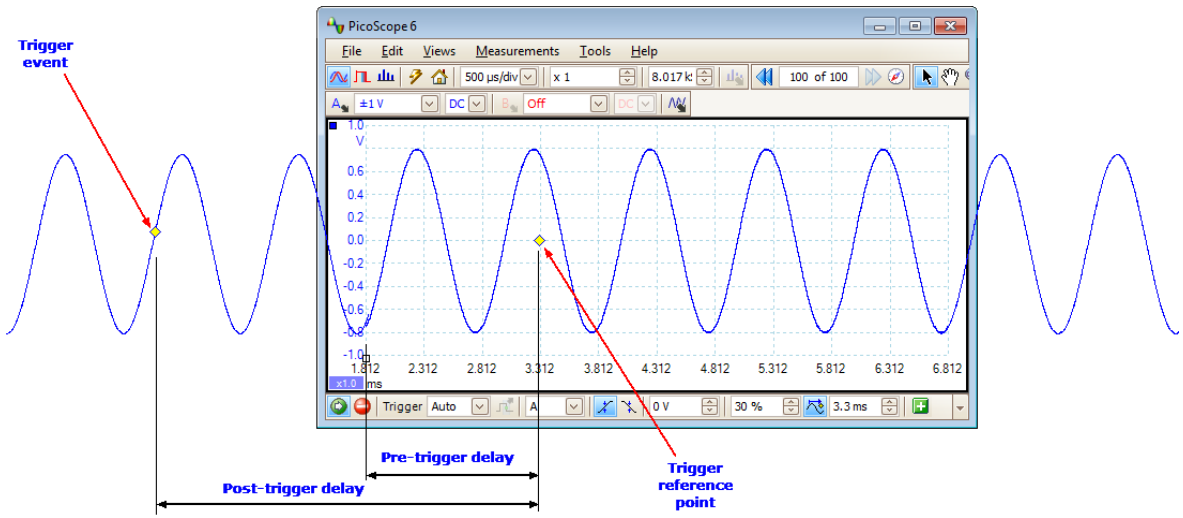 PicoScope 6
File Edit Views Measurements Tools Help
500 µs/div x 1 8.017 k: 100 of 100
A ±1 V DC B Off DC
Trigger
event
1.0
V
0.6
0.4
0.2
0.0
-0.2
-0.4
-0.6
-0.8
-1.0
1.812 2.312 2.812 3.312 3.812 4.312 4.812 5.312 5.812 6.312 6.812
x1.0 ms
Trigger Auto A 0 V 30 % 3.3 ms
Pre-trigger delay
Post-trigger delay
Trigger
reference
point